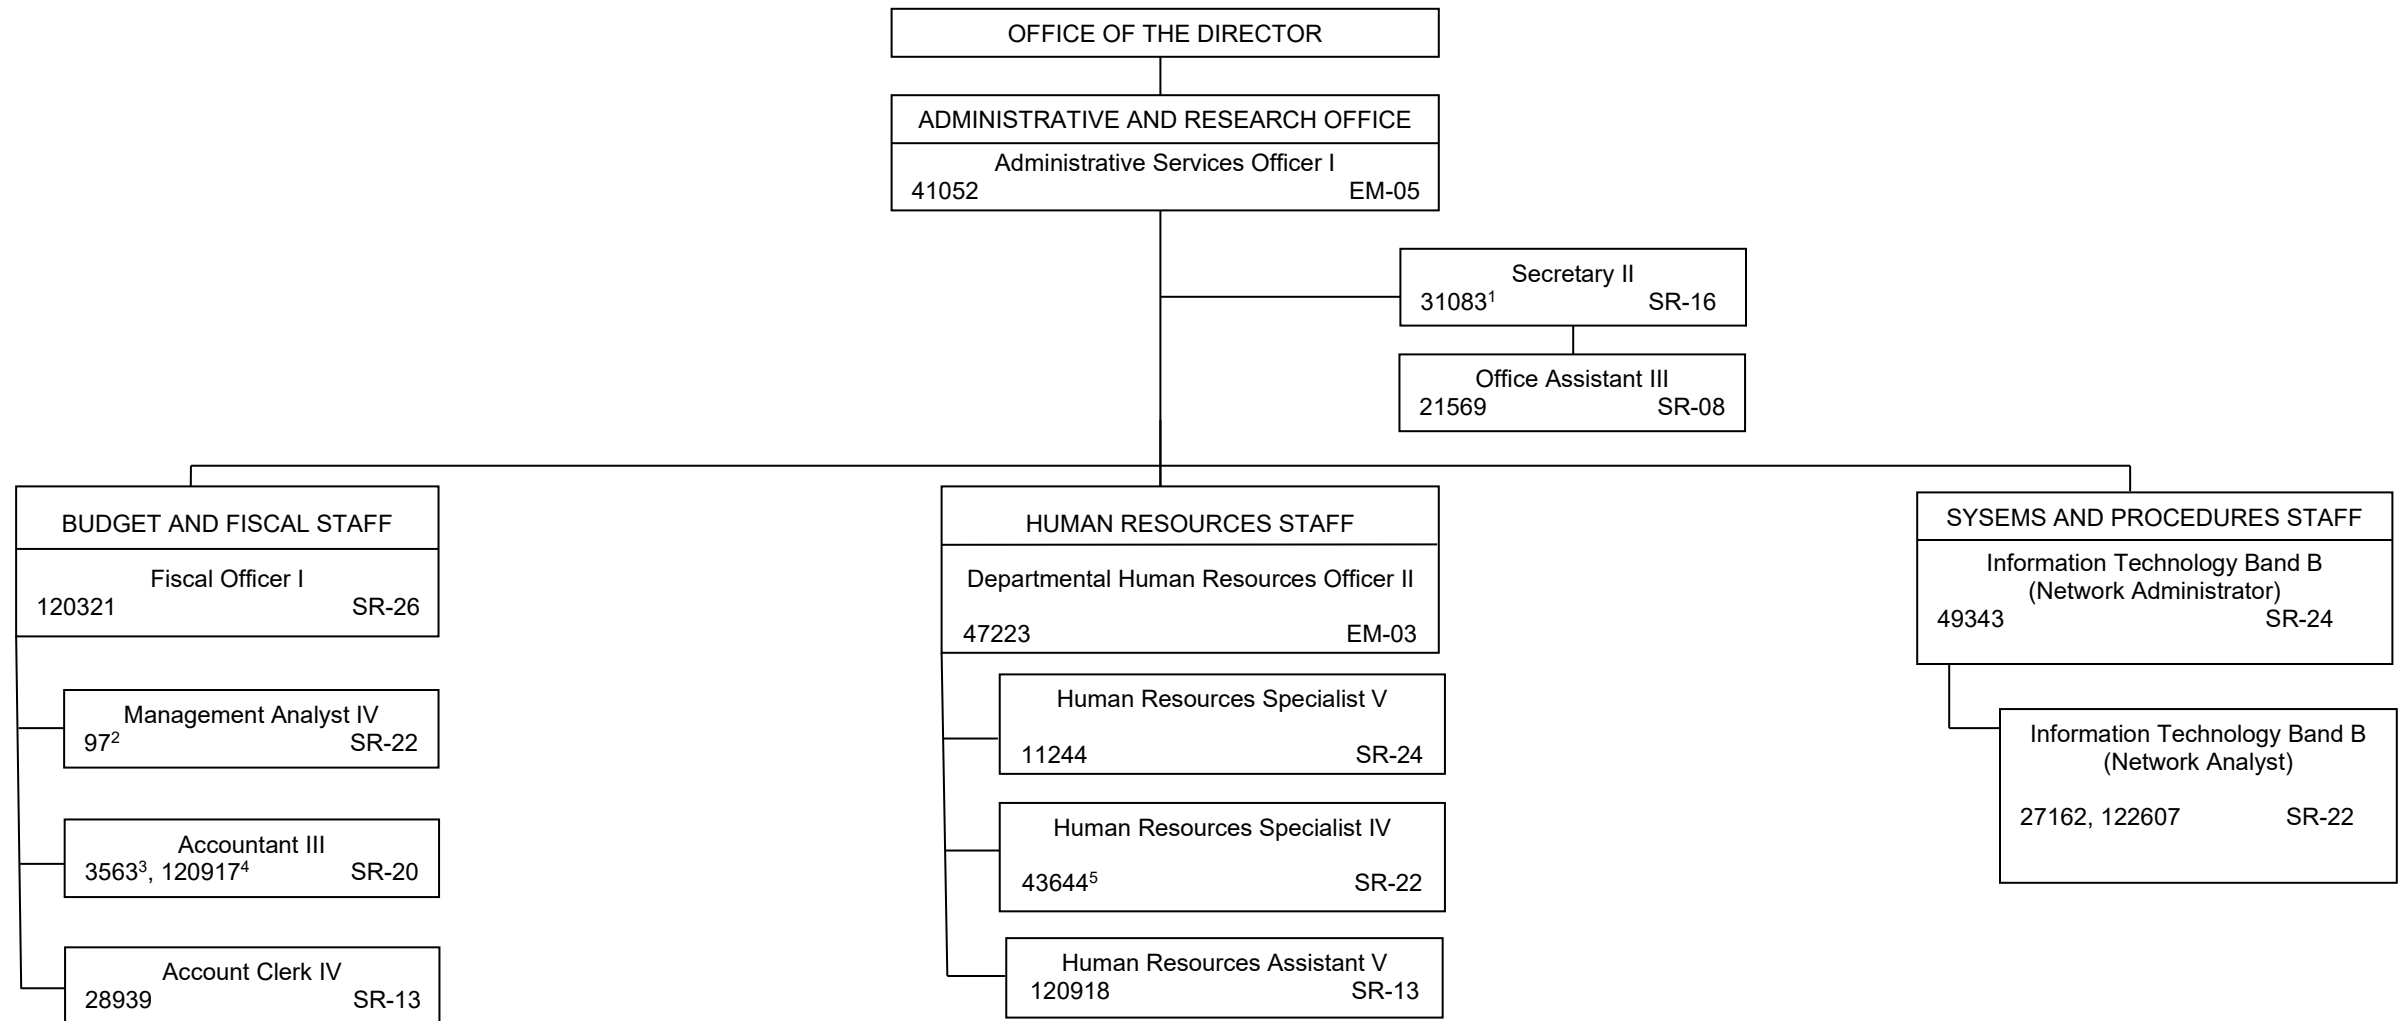 OFFICE OF THE DIRECTOR
ADMINISTRATIVE AND RESEARCH OFFICE
Administrative Services Officer I
41052 EM-05
Secretary II
31083¹ SR-16
Office Assistant III
21569 SR-08
BUDGET AND FISCAL STAFF
Fiscal Officer I
120321 SR-26
Management Analyst IV
97² SR-22
Accountant III
3563³, 120917⁴ SR-20
Account Clerk IV
28939 SR-13
HUMAN RESOURCES STAFF
Departmental Human Resources Officer II
47223 EM-03
Human Resources Specialist V
11244 SR-24
Human Resources Specialist IV
43644⁵ SR-22
Human Resources Assistant V
120918 SR-13
SYSEMS AND PROCEDURES STAFF
Information Technology Band B
(Network Administrator)
49343 SR-24
Information Technology Band B
(Network Analyst)
27162, 122607 SR-22